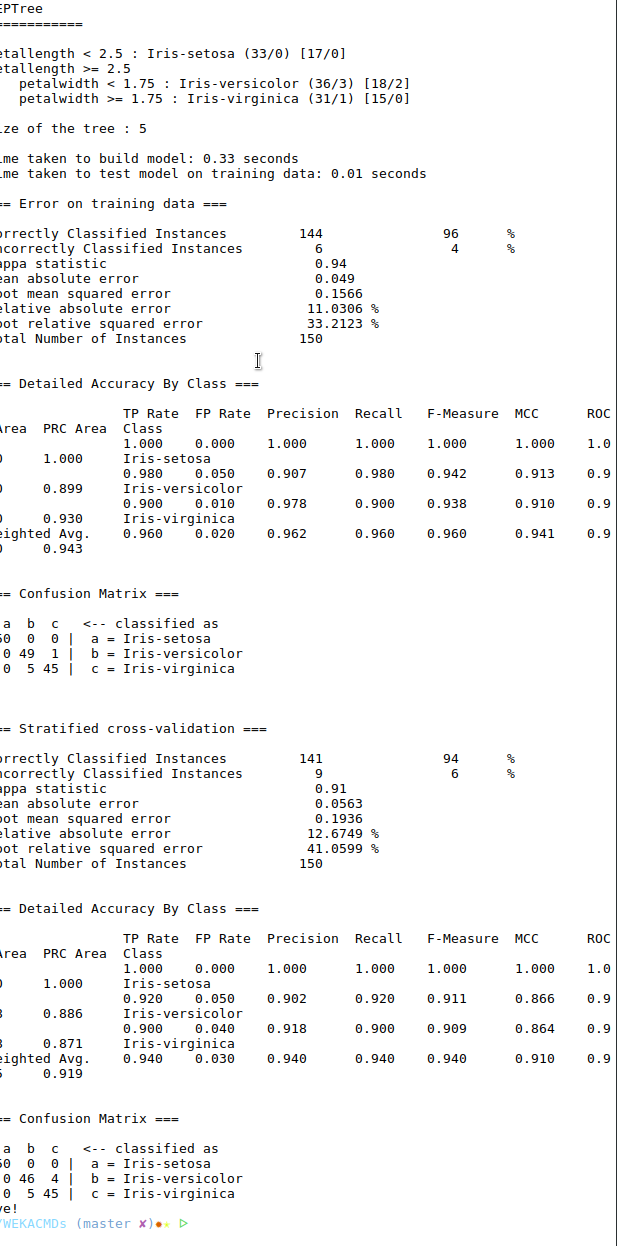 EPTree
===========
etallength < 2.5 : Iris-setosa (33/0) [17/0]
etallength >= 2.5
   petalwidth < 1.75 : Iris-versicolor (36/3) [18/2]
   petalwidth >= 1.75 : Iris-virginica (31/1) [15/0]
ize of the tree : 5
ime taken to build model: 0.33 seconds
ime taken to test model on training data: 0.01 seconds
== Error on training data ===
orrectly Classified Instances         144               96      %
ncorrectly Classified Instances         6                4      %
appa statistic                          0.94
ean absolute error                      0.049
oot mean squared error                  0.1566
elative absolute error                 11.0306 %
oot relative squared error             33.2123 %
otal Number of Instances              150
== Detailed Accuracy By Class ===
                TP Rate  FP Rate  Precision  Recall   F-Measure  MCC      ROC
Area  PRC Area  Class
                1.000    0.000    1.000      1.000    1.000      1.000    1.0
0     1.000     Iris-setosa
                0.980    0.050    0.907      0.980    0.942      0.913    0.9
0     0.899     Iris-versicolor
                0.900    0.010    0.978      0.900    0.938      0.910    0.9
0     0.930     Iris-virginica
eighted Avg.    0.960    0.020    0.962      0.960    0.960      0.941    0.9
0     0.943
== Confusion Matrix ===
 a  b  c   <-- classified as
50  0  0 |  a = Iris-setosa
 0 49  1 |  b = Iris-versicolor
 0  5 45 |  c = Iris-virginica
== Stratified cross-validation ===
orrectly Classified Instances         141               94      %
ncorrectly Classified Instances         9                6      %
appa statistic                          0.91
ean absolute error                      0.0563
oot mean squared error                  0.1936
elative absolute error                 12.6749 %
oot relative squared error             41.0599 %
otal Number of Instances              150
== Detailed Accuracy By Class ===
                TP Rate  FP Rate  Precision  Recall   F-Measure  MCC      ROC
Area  PRC Area  Class
                1.000    0.000    1.000      1.000    1.000      1.000    1.0
0     1.000     Iris-setosa
                0.920    0.050    0.902      0.920    0.911      0.866    0.9
3     0.886     Iris-versicolor
                0.900    0.040    0.918      0.900    0.909      0.864    0.9
3     0.871     Iris-virginica
eighted Avg.    0.940    0.030    0.940      0.940    0.940      0.910    0.9
5     0.919
== Confusion Matrix ===
 a  b  c   <-- classified as
50  0  0 |  a = Iris-setosa
 0 46  4 |  b = Iris-versicolor
 0  5 45 |  c = Iris-virginica
ve!
/WEKACMDs (master ✘)✹✭ ▷